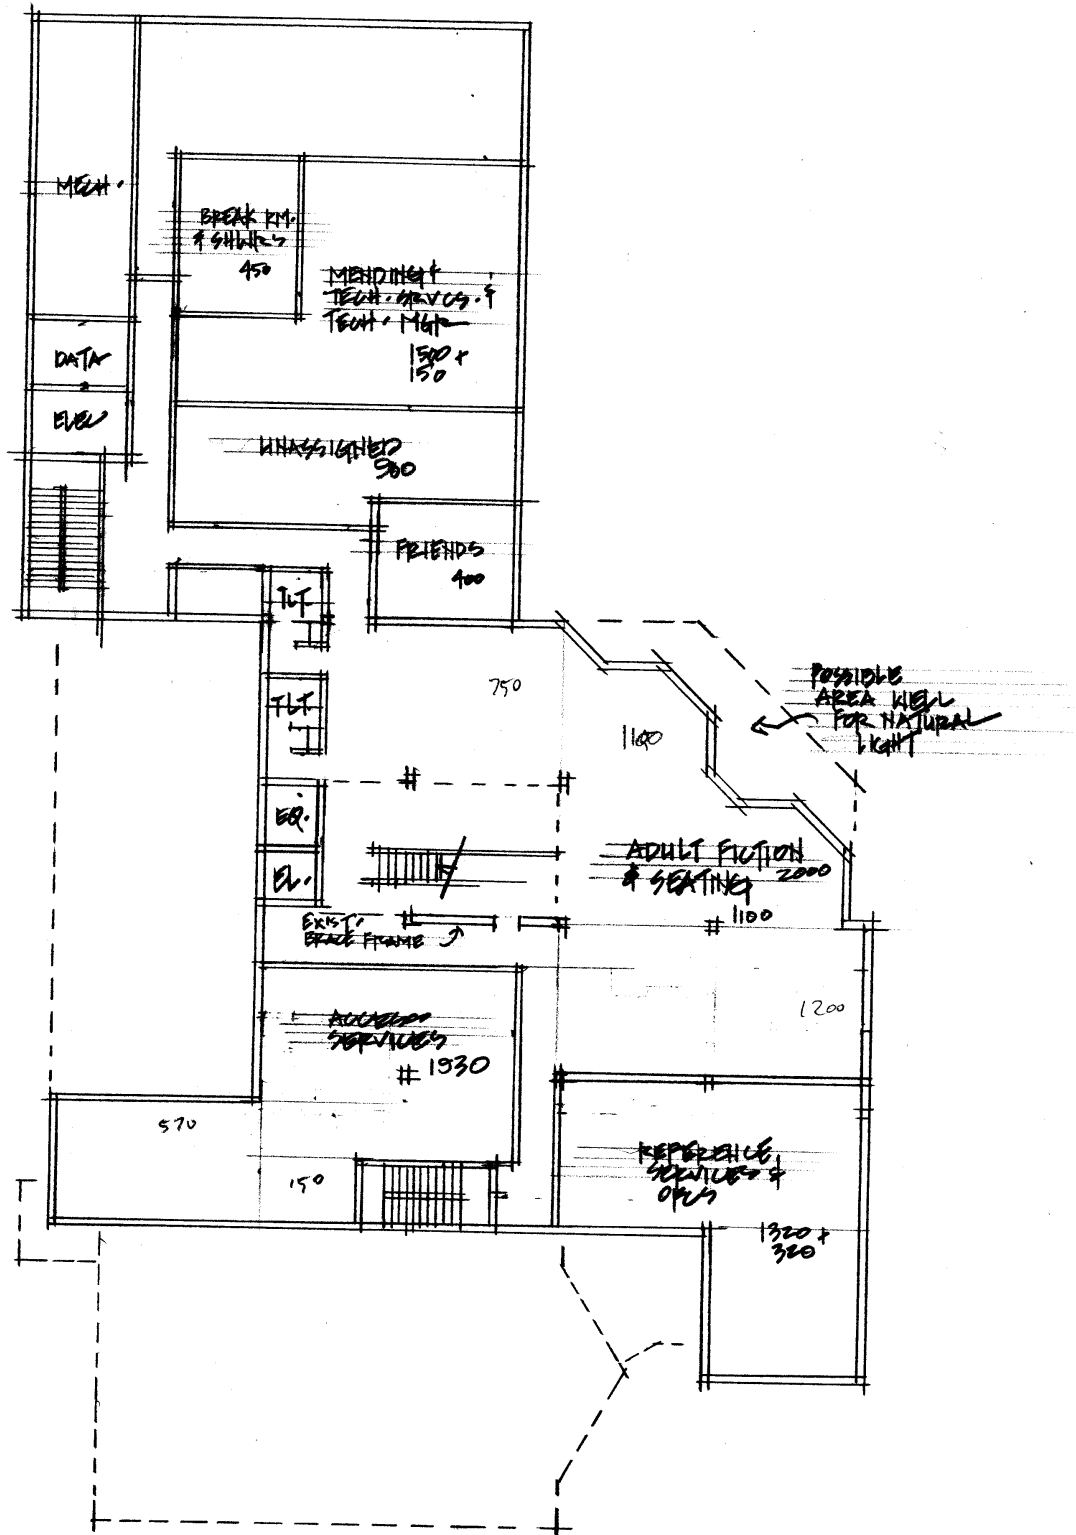 MECH.
BREAK RM.
& SHWRS
450
MENDING &
TECH. SRVCS. &
TECH. MGR
1500 +
150
DATA
ELEV
UNASSIGNED
900
FRIENDS
400
TLT.
TLT.
750
1100
POSSIBLE
AREA WELL
FOR NATURAL
LIGHT
EQ.
EL.
ADULT FICTION
& SEATING 2000
1100
EXIST.
BRACE FRAME
ACCESS
SERVICES
1930
1200
570
150
REFERENCE
SERVICES &
OFCS
1320 +
320